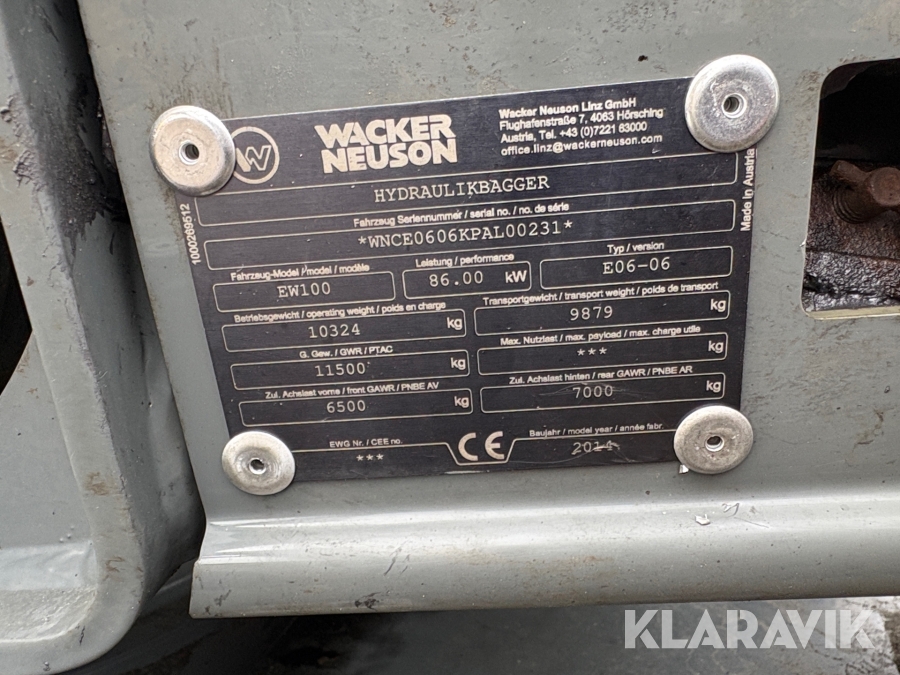 W
WACKER
NEUSON
Wacker Neuson Linz GmbH
Flughafenstraße 7, 4063 Hörsching
Austria, Tel. +43 (0)7221 63000
office.linz@wackerneuson.com
HYDRAULIKBAGGER
Fahrzeug Seriennummer / serial no. / no. de série
*WNCE0606KPAL00231*
Fahrzeug-Model / model / modèle
EW100
Leistung / performance
86.00 kW
Typ / version
E06-06
Betriebsgewicht / operating weight / poids en charge
10324 kg
Transportgewicht / transport weight / poids de transport
9879 kg
G. Gew. / GWR / PTAC
11500 kg
Max. Nutzlast / max. payload / max. charge utile
*** kg
Zul. Achslast vorne / front GAWR / PNBE AV
6500 kg
Zul. Achslast hinten / rear GAWR / PNBE AR
7000 kg
EWG Nr. / CEE no.
***
CE
Baujahr / model year / année fabr.
2014
1000269512
Made in Austria
KLARAVIK